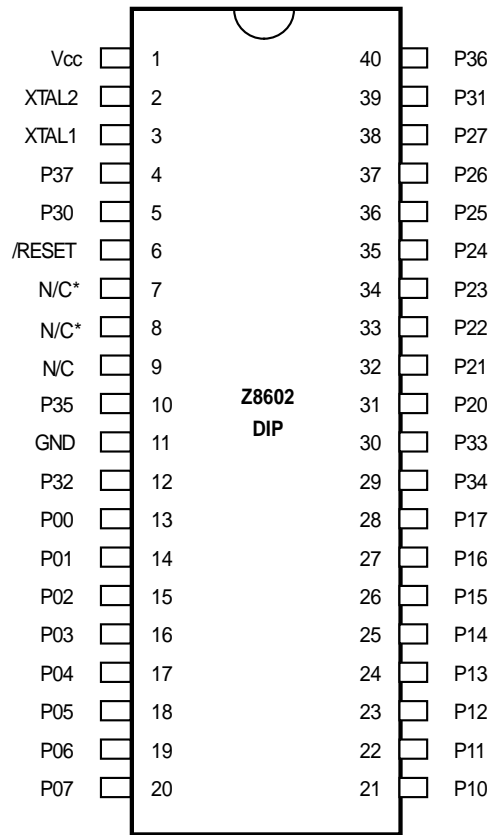 Vcc 1 40 P36
XTAL2 2 39 P31
XTAL1 3 38 P27
P37 4 37 P26
P30 5 36 P25
/RESET 6 35 P24
N/C* 7 34 P23
N/C* 8 33 P22
N/C 9 32 P21
P35 10 Z8602 31 P20
GND 11 DIP 30 P33
P32 12 29 P34
P00 13 28 P17
P01 14 27 P16
P02 15 26 P15
P03 16 25 P14
P04 17 24 P13
P05 18 23 P12
P06 19 22 P11
P07 20 21 P10